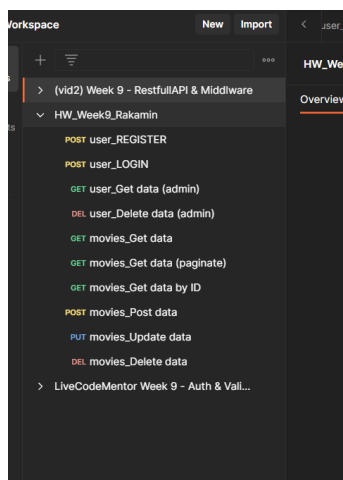 Workspace New Import user_
HW_We
(vid2) Week 9 - RestfullAPI & Middlware
Overview
HW_Week9_Rakamin
POST user_REGISTER
POST user_LOGIN
GET user_Get data (admin)
DEL user_Delete data (admin)
GET movies_Get data
GET movies_Get data (paginate)
GET movies_Get data by ID
POST movies_Post data
PUT movies_Update data
DEL movies_Delete data
LiveCodeMentor Week 9 - Auth & Vali...